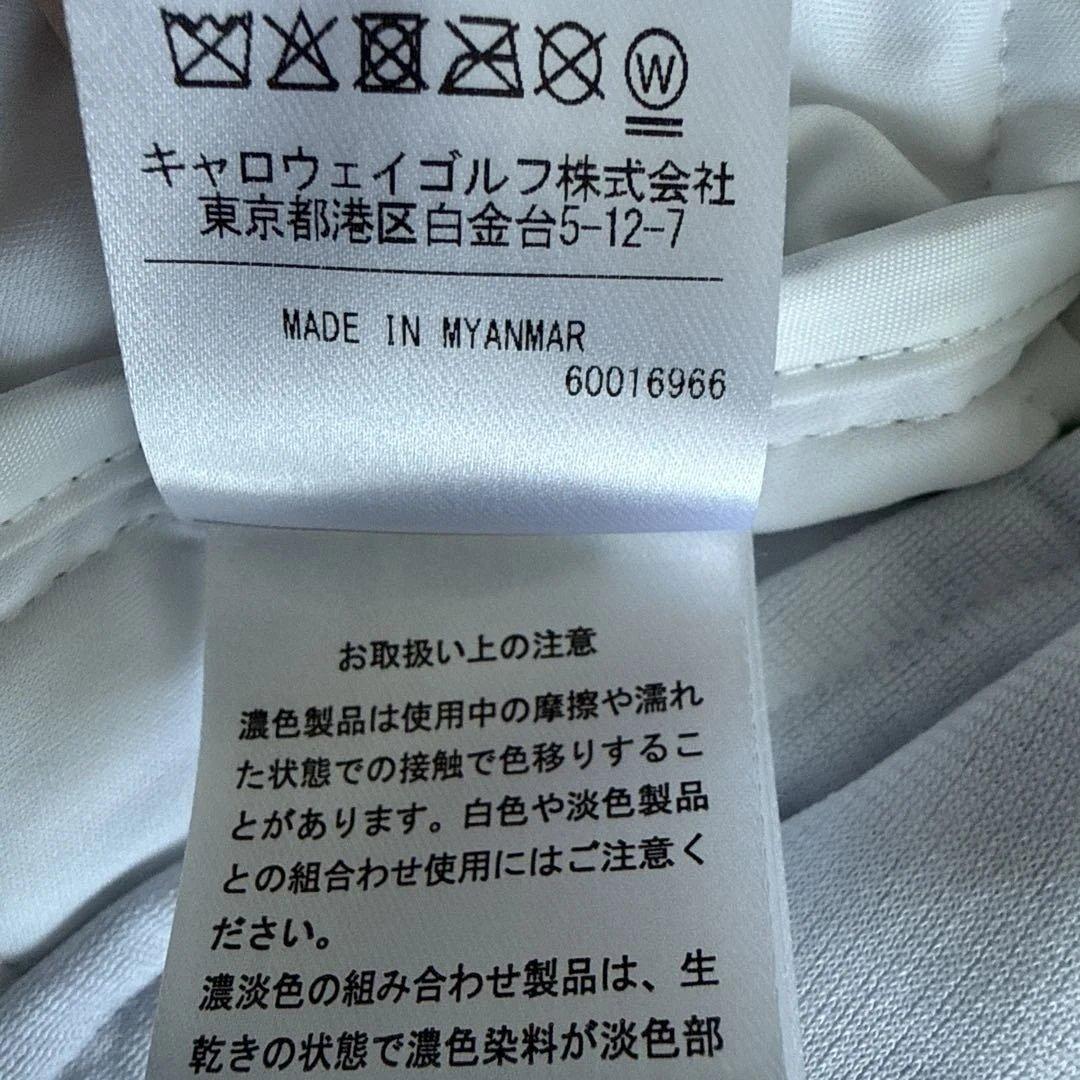 W
キャロウェイゴルフ株式会社
東京都港区白金台5-12-7
MADE IN MYANMAR
60016966
お取扱い上の注意
濃色製品は使用中の摩擦や濡れ
た状態での接触で色移りするこ
とがあります。白色や淡色製品
との組合わせ使用にはご注意く
ださい。
濃淡色の組み合わせ製品は、生
乾きの状態で濃色染料が淡色部